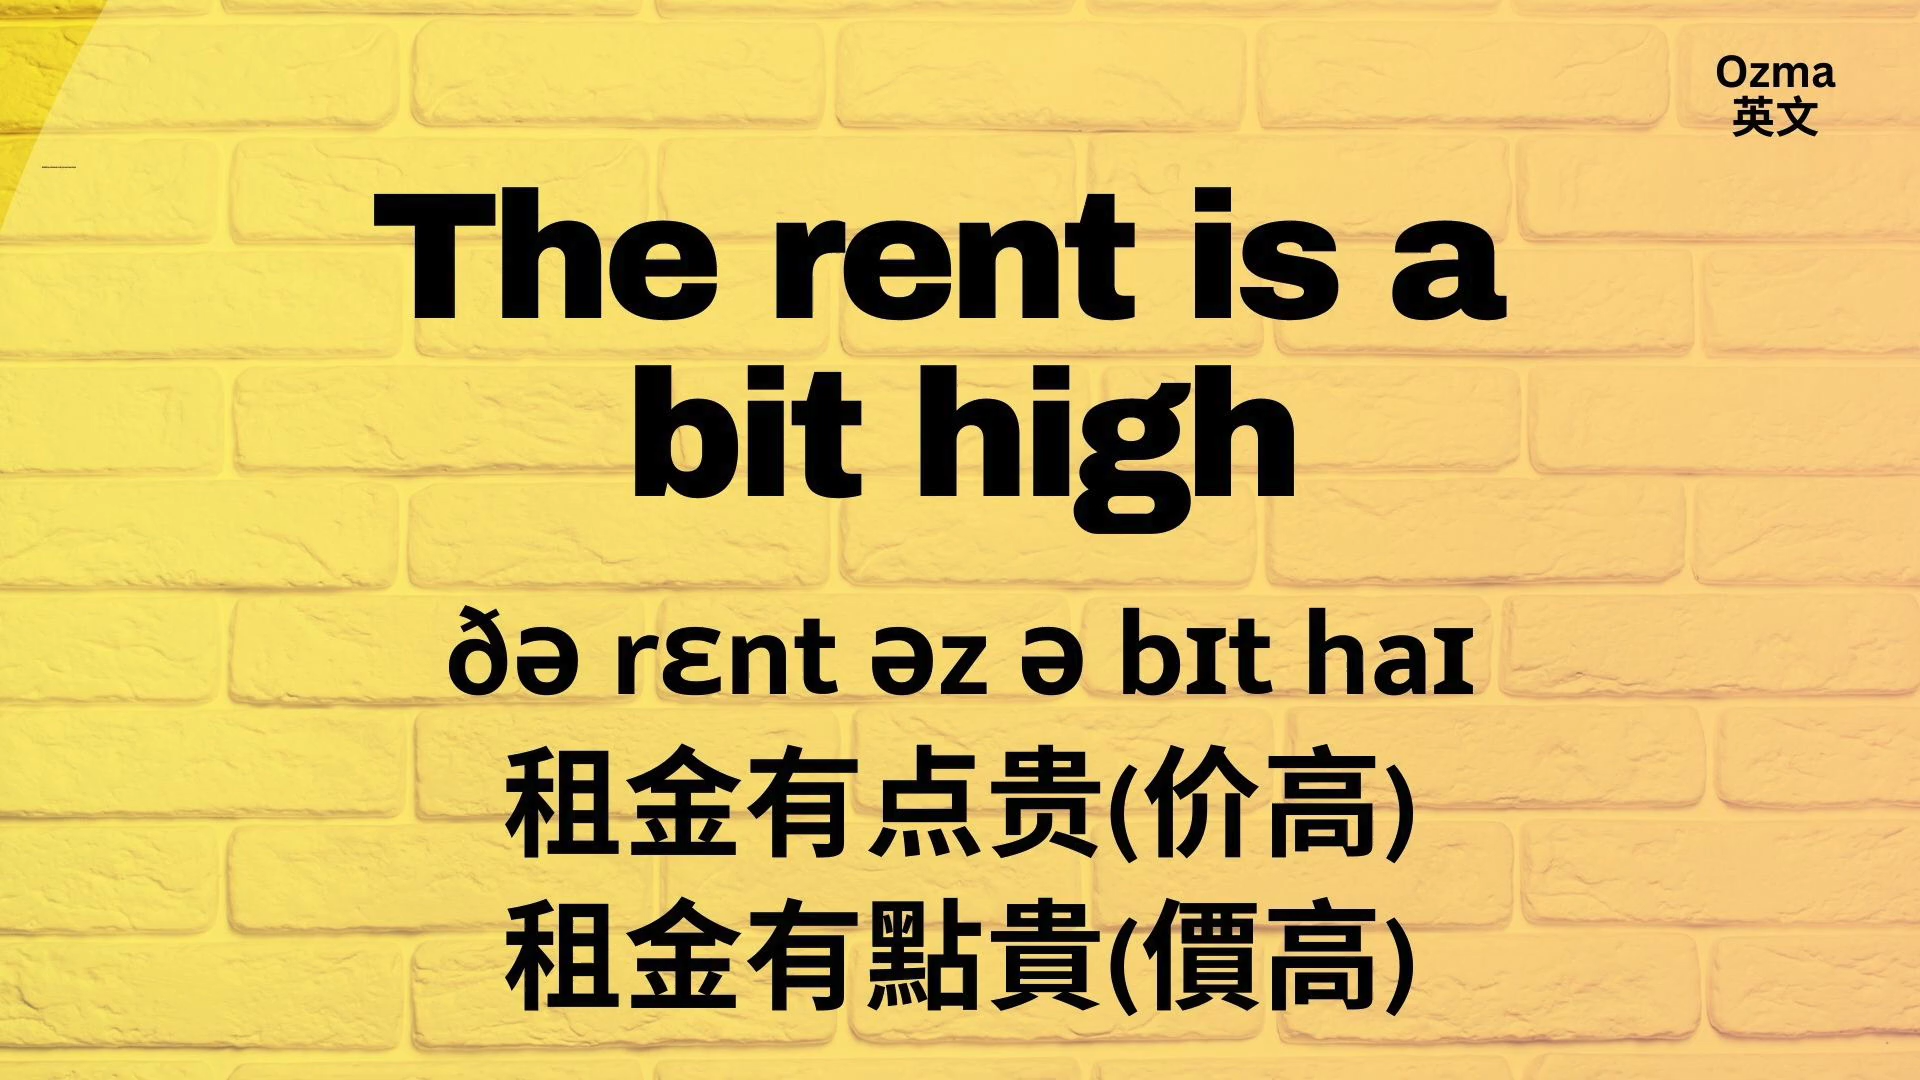 Ozma
英文
The rent is a
bit high
ðə rɛnt əz ə bɪt haɪ
租金有点贵(价高)
租金有點貴(價高)